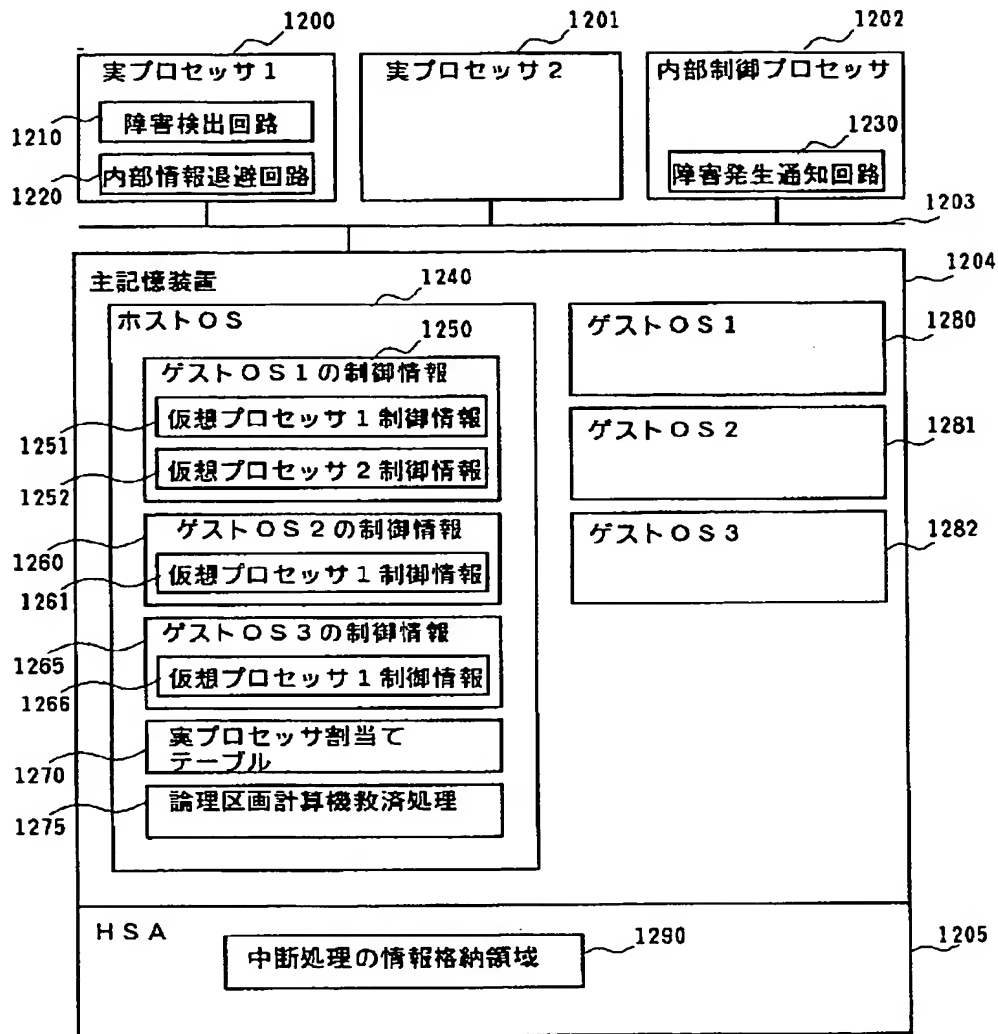 1200
1201
1202
実プロセッサ1
実プロセッサ2
内部制御プロセッサ
1210
障害検出回路
1230
1220
内部情報退避回路
障害発生通知回路
1203
1204
主記憶装置
1240
ホストOS
ゲストOS1
1280
1250
ゲストOS1の制御情報
仮想プロセッサ1制御情報
1251
ゲストOS2
1281
仮想プロセッサ2制御情報
1252
ゲストOS2の制御情報
ゲストOS3
1282
1260
仮想プロセッサ1制御情報
1261
ゲストOS3の制御情報
1265
仮想プロセッサ1制御情報
1266
実プロセッサ割当て
テーブル
1270
論理区画計算機救済処理
1275
HSA
1290
1205
中断処理の情報格納領域